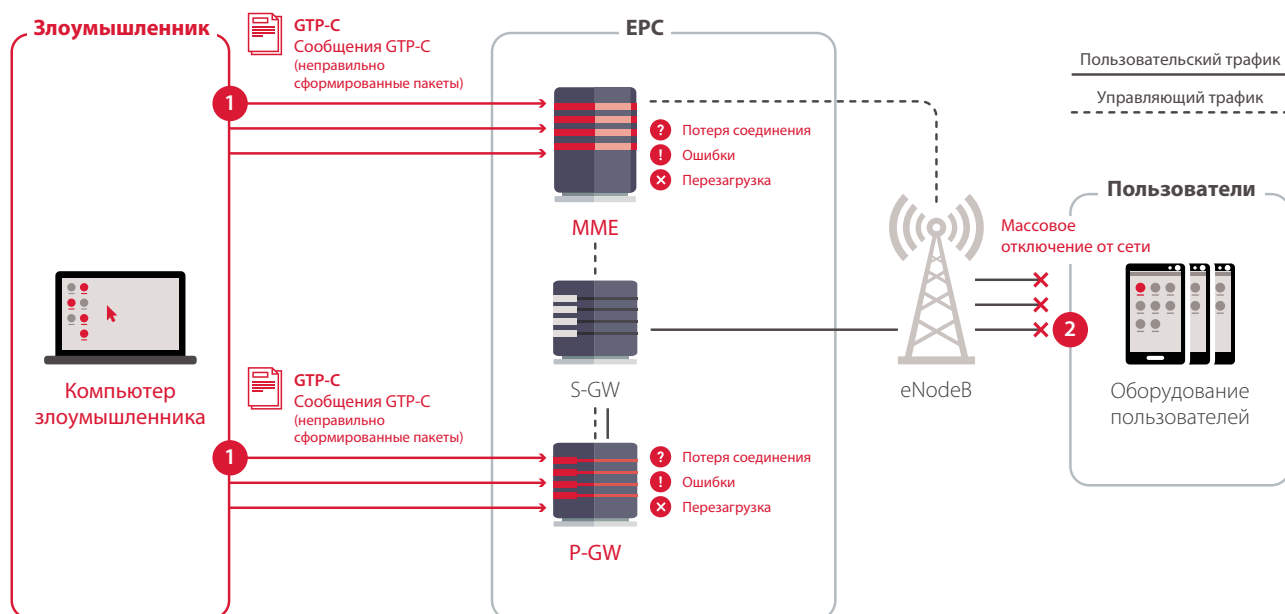 Злоумышленник
GTP-C
Сообщения GTP-C
(неправильно
сформированные пакеты)
EPC
Пользовательский трафик
Управляющий трафик
1
? Потеря соединения
! Ошибки
Перезагрузка
MME
Пользователи
Массовое
отключение от сети
2
Компьютер
злоумышленника
GTP-C
Сообщения GTP-C
(неправильно
сформированные пакеты)
S-GW
eNodeB
Оборудование
пользователей
1
? Потеря соединения
! Ошибки
Перезагрузка
P-GW